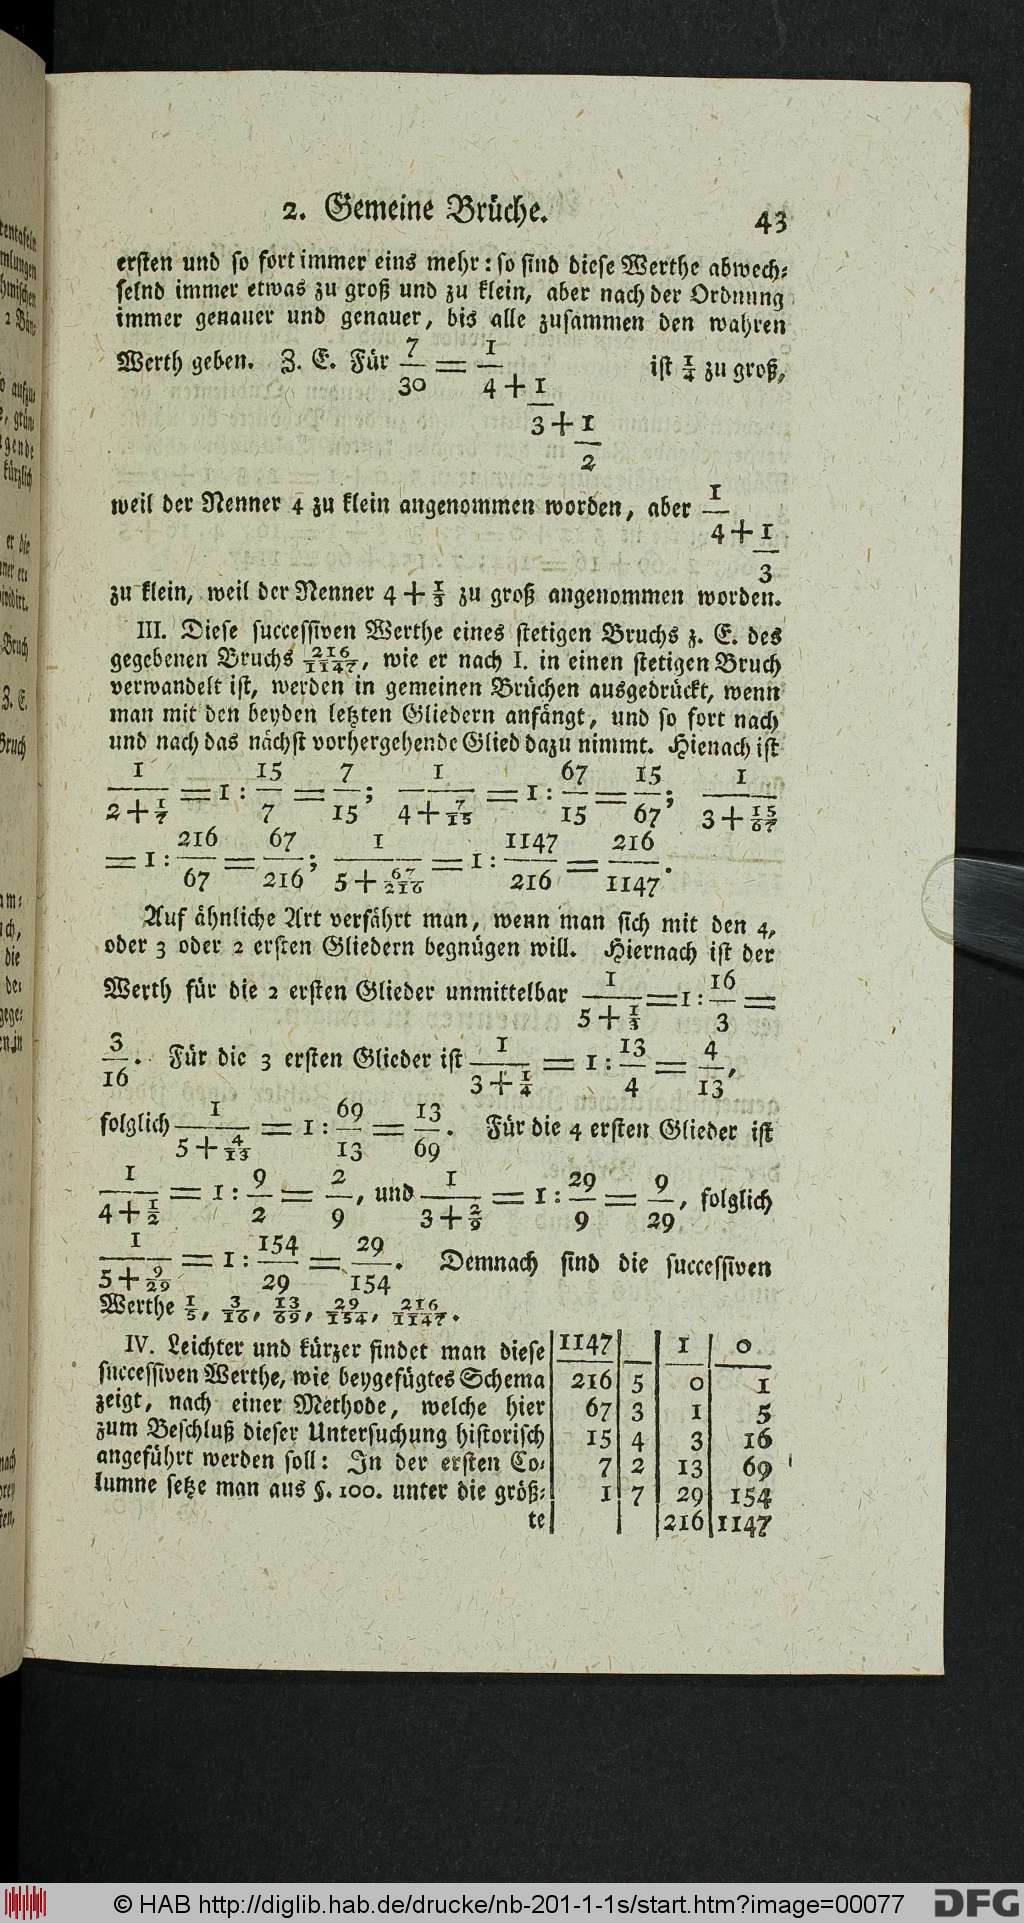 2. Gemeine Brüche. 43
ersten und so fort immer eins mehr: so sind diese Werthe abwech⸗
selnd immer etwas zu groß und zu klein, aber nach der Ordnung
immer genauer und genauer, bis alle zusammen den wahren
Werth geben. Z. E. Für 7/30 = 1/4 + 1/3 + 1/2 ist 1/4 zu groß,
weil der Nenner 4 zu klein angenommen worden, aber 1/4 + 1/3
zu klein, weil der Nenner 4 + 1/3 zu groß angenommen worden.
III. Diese successiven Werthe eines stetigen Bruchs z. E. des
gegebenen Bruchs 216/1147, wie er nach I. in einen stetigen Bruch
verwandelt ist, werden in gemeinen Brüchen ausgedrückt, wenn
man mit den beyden letzten Gliedern anfängt, und so fort nach
und nach das nächst vorhergehende Glied dazu nimmt. Hienach ist
1/(2 + 1/7) = 1 : 15/7 = 7/15; 1/(4 + 7/15) = 1 : 67/15 = 15/67; 1/(3 + 15/67)
= 1 : 216/67 = 67/216; 1/(5 + 67/216) = 1 : 1147/216 = 216/1147.
Auf ähnliche Art verfährt man, wenn man sich mit den 4,
oder 3 oder 2 ersten Gliedern begnügen will. Hiernach ist der
Werth für die 2 ersten Glieder unmittelbar 1/(5 + 1/3) = 1 : 16/3 =
3/16. Für die 3 ersten Glieder ist 1/(3 + 1/4) = 1 : 13/4 = 4/13,
folglich 1/(5 + 4/13) = 1 : 69/13 = 13/69. Für die 4 ersten Glieder ist
1/(4 + 1/2) = 1 : 9/2 = 2/9, und 1/(3 + 2/9) = 1 : 29/9 = 9/29, folglich
1/(5 + 9/29) = 1 : 154/29 = 29/154. Demnach sind die successiven
Werthe 1/5, 3/16, 13/69, 29/154, 216/1147.
IV. Leichter und kürzer findet man diese
successiven Werthe, wie beygefügtes Schema
zeigt, nach einer Methode, welche hier
zum Beschluß dieser Untersuchung historisch
angeführt werden soll: In der ersten Co⸗
lumne setze man aus §. 100. unter die größ⸗
te
1147 | — | 1 | 0
216 | 5 | 0 | 1
67 | 3 | 1 | 5
15 | 4 | 3 | 16
7 | 2 | 13 | 69
1 | 7 | 29 | 154
216 | 1147
© HAB http://diglib.hab.de/drucke/nb-201-1-1s/start.htm?image=00077
DFG